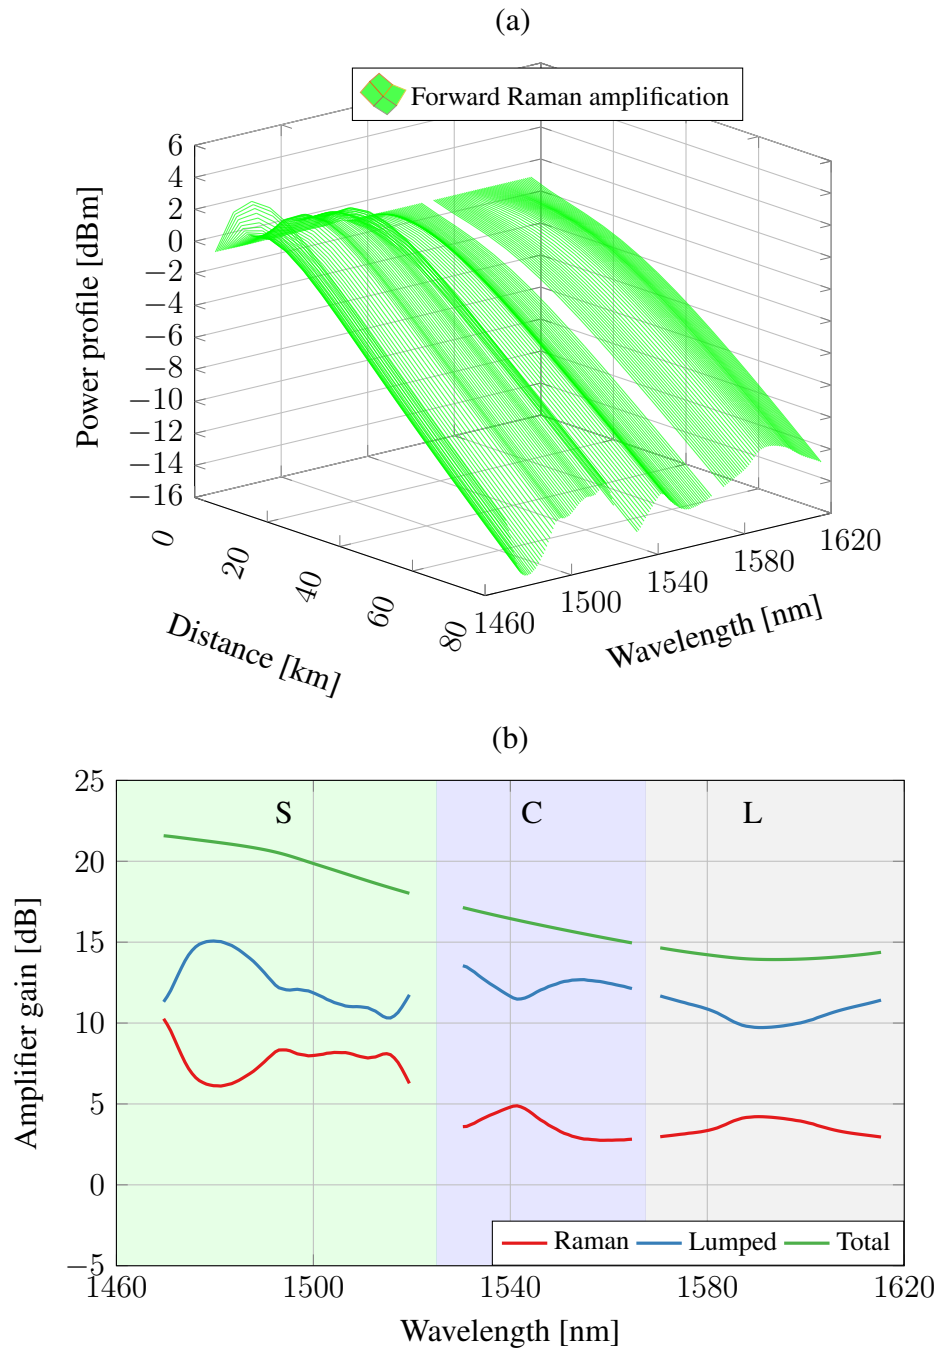 (a)
Forward Raman amplification
6
4
2
0
−2
−4
−6
−8
−10
−12
−14
−16
Power profile [dBm]
0
20
40
60
80
Distance [km]
1460
1500
1540
1580
1620
Wavelength [nm]
(b)
25
20
15
10
5
0
−5
Amplifier gain [dB]
S
C
L
Raman
Lumped
Total
1460
1500
1540
1580
1620
Wavelength [nm]